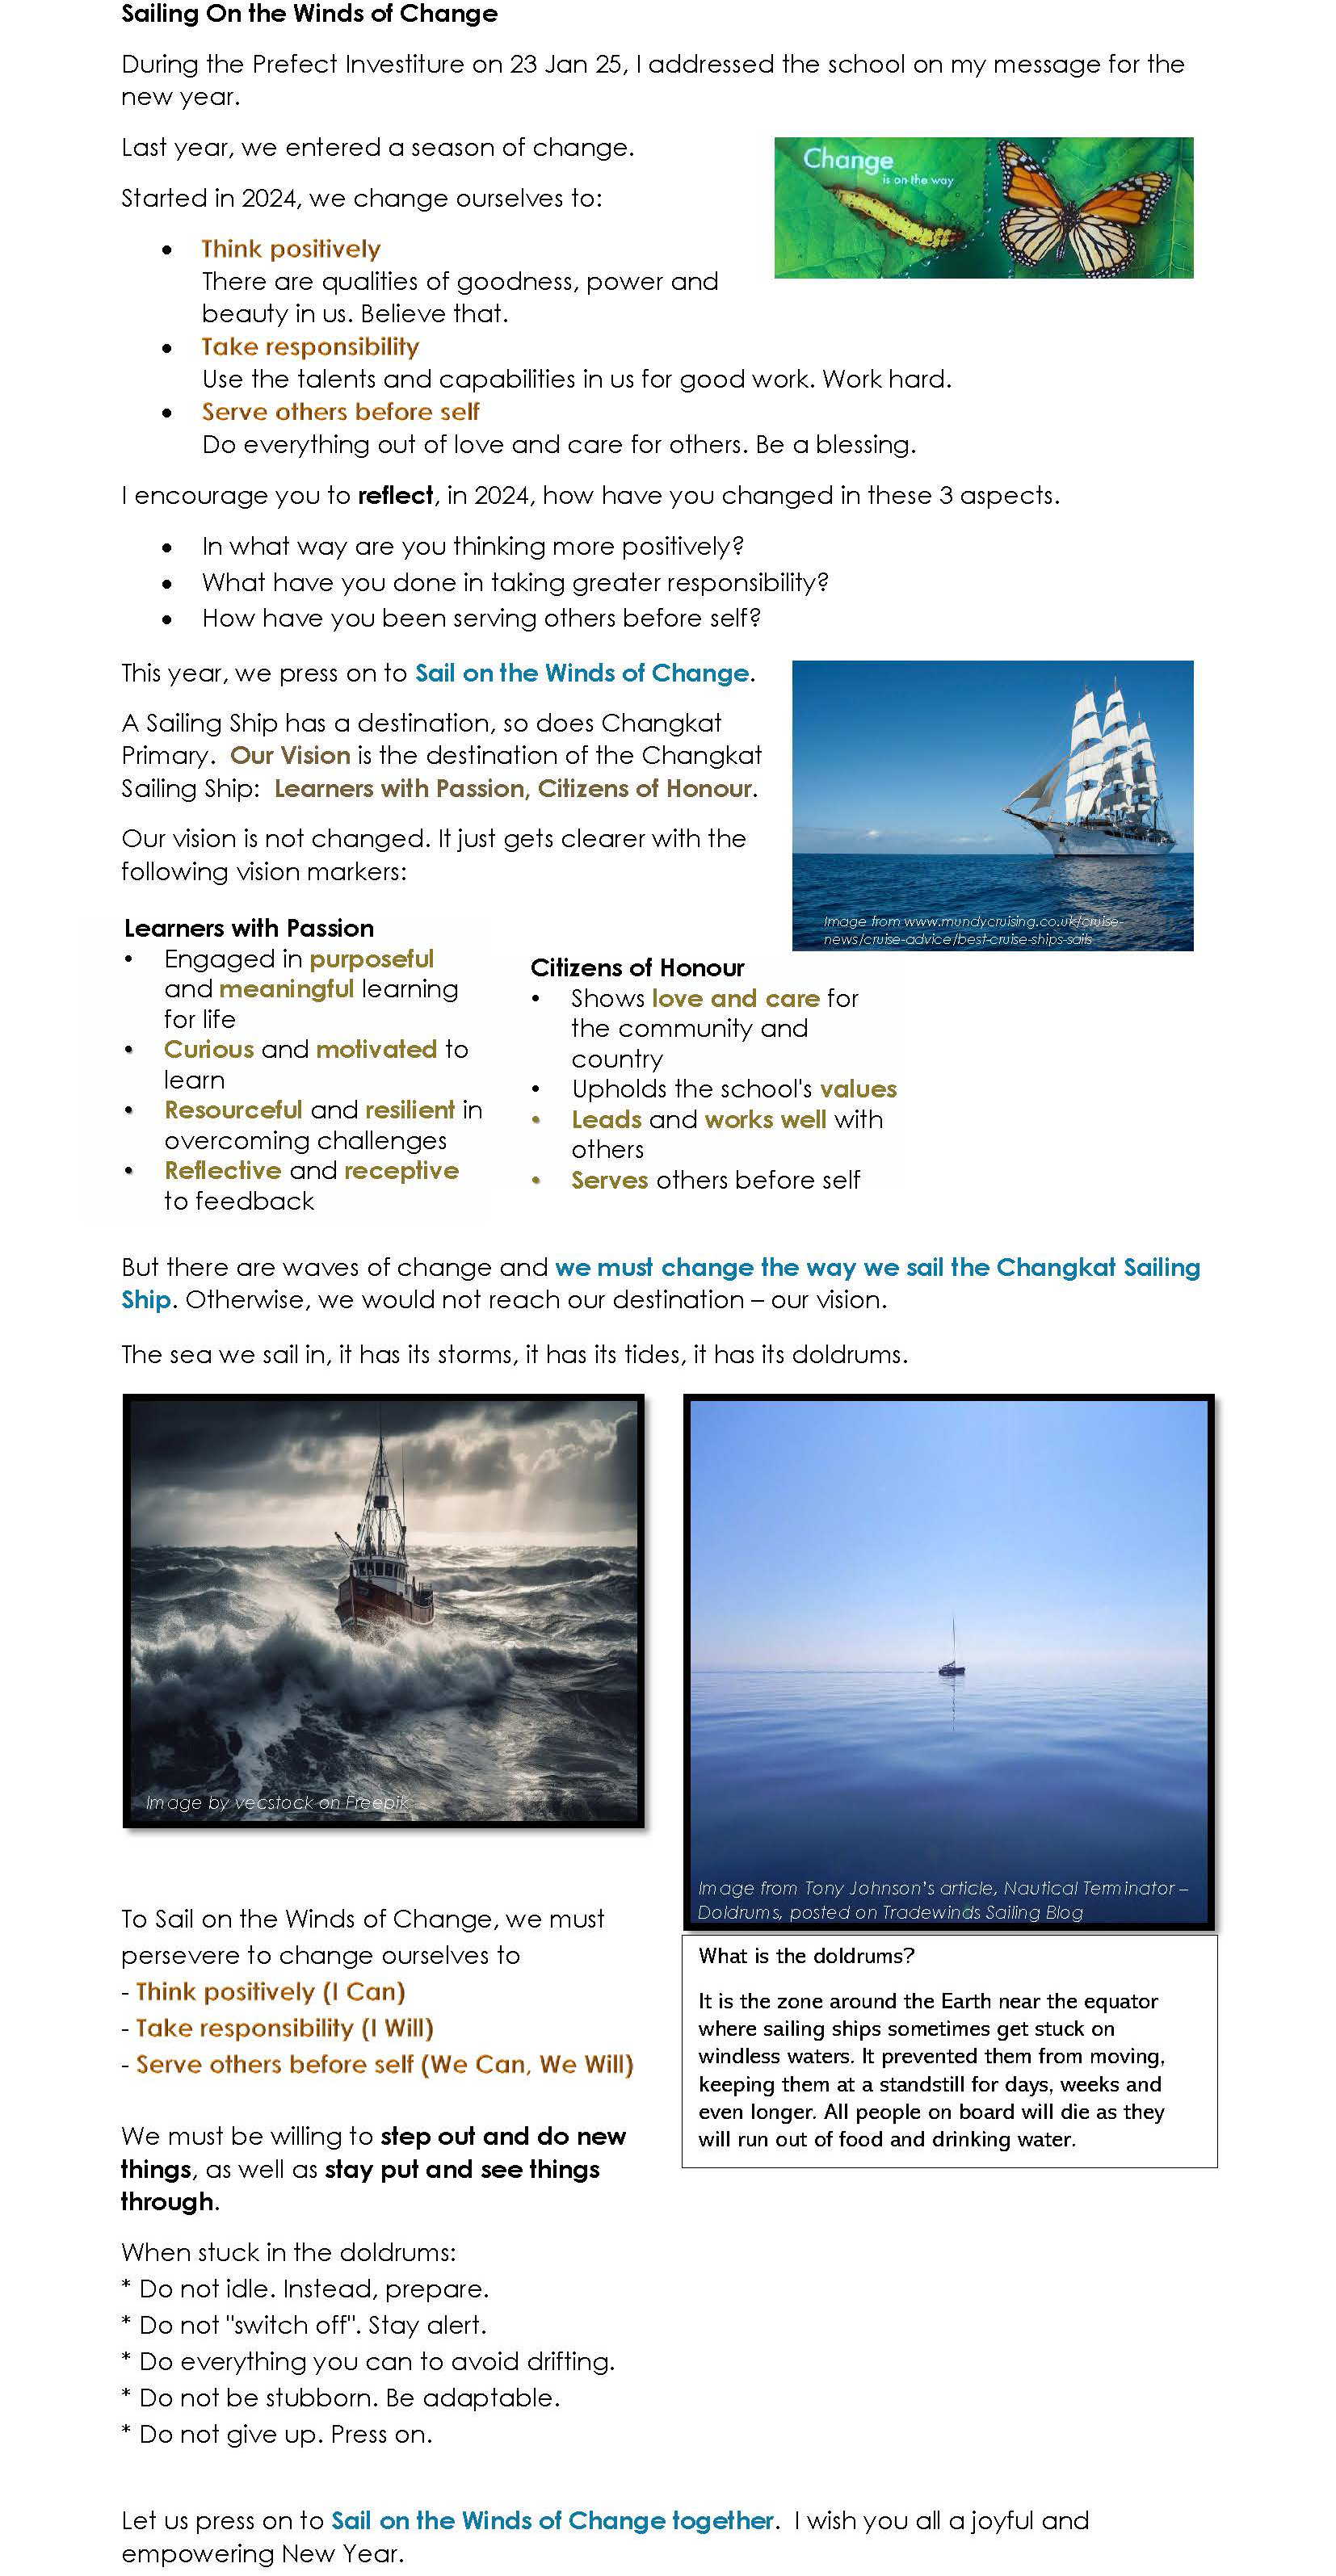 Sailing On the Winds of Change
During the Prefect Investiture on 23 Jan 25, I addressed the school on my message for the
new year.
Last year, we entered a season of change.
Started in 2024, we change ourselves to:
Change
is on the way
• Think positively
There are qualities of goodness, power and
beauty in us. Believe that.
• Take responsibility
Use the talents and capabilities in us for good work. Work hard.
• Serve others before self
Do everything out of love and care for others. Be a blessing.
I encourage you to reflect, in 2024, how have you changed in these 3 aspects.
• In what way are you thinking more positively?
• What have you done in taking greater responsibility?
• How have you been serving others before self?
This year, we press on to Sail on the Winds of Change.
A Sailing Ship has a destination, so does Changkat
Primary. Our Vision is the destination of the Changkat
Sailing Ship: Learners with Passion, Citizens of Honour.
Our vision is not changed. It just gets clearer with the
following vision markers:
Image from www.mundycruising.co.uk/cruise-
news/cruise-advice/best-cruise-ships-sails
Learners with Passion
• Engaged in purposeful
and meaningful learning
for life
• Curious and motivated to
learn
• Resourceful and resilient in
overcoming challenges
• Reflective and receptive
to feedback
Citizens of Honour
• Shows love and care for
the community and
country
• Upholds the school's values
• Leads and works well with
others
• Serves others before self
But there are waves of change and we must change the way we sail the Changkat Sailing
Ship. Otherwise, we would not reach our destination – our vision.
The sea we sail in, it has its storms, it has its tides, it has its doldrums.
Image by vecstock on Freepik
Image from Tony Johnson's article, Nautical Terminator –
Doldrums, posted on Tradewinds Sailing Blog
What is the doldrums?
It is the zone around the Earth near the equator
where sailing ships sometimes get stuck on
windless waters. It prevented them from moving,
keeping them at a standstill for days, weeks and
even longer. All people on board will die as they
will run out of food and drinking water.
To Sail on the Winds of Change, we must
persevere to change ourselves to
- Think positively (I Can)
- Take responsibility (I Will)
- Serve others before self (We Can, We Will)
We must be willing to step out and do new
things, as well as stay put and see things
through.
When stuck in the doldrums:
* Do not idle. Instead, prepare.
* Do not "switch off". Stay alert.
* Do everything you can to avoid drifting.
* Do not be stubborn. Be adaptable.
* Do not give up. Press on.
Let us press on to Sail on the Winds of Change together. I wish you all a joyful and
empowering New Year.